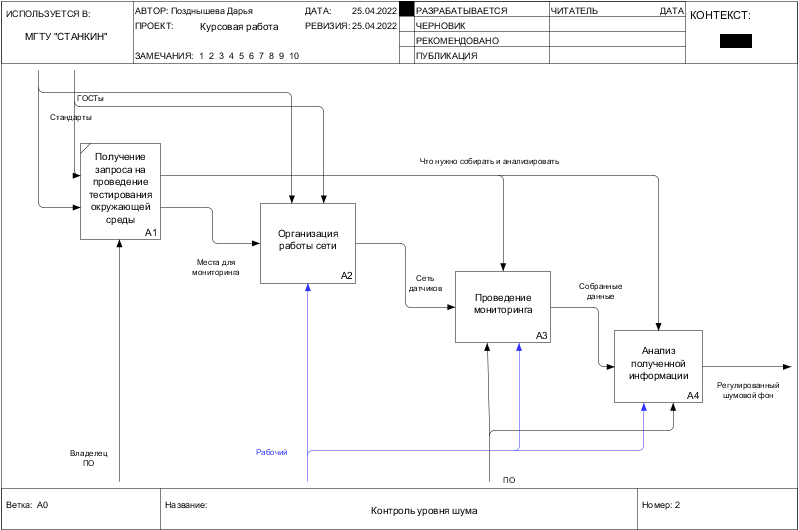 ИСПОЛЬЗУЕТСЯ В:
МГТУ "СТАНКИН"
АВТОР: Позднышева Дарья
ДАТА: 25.04.2022
ПРОЕКТ: Курсовая работа
РЕВИЗИЯ: 25.04.2022
ЗАМЕЧАНИЯ: 1 2 3 4 5 6 7 8 9 10
РАЗРАБАТЫВАЕТСЯ
ЧЕРНОВИК
РЕКОМЕНДОВАНО
ПУБЛИКАЦИЯ
ЧИТАТЕЛЬ
ДАТА
КОНТЕКСТ:
ГОСТы
Стандарты
Получение
запроса на
проведение
тестирования
окружающей
среды
A1
Что нужно собирать и анализировать
Места для
мониторинга
Организация
работы сети
A2
Сеть
датчиков
Проведение
мониторинга
A3
Собранные
данные
Анализ
полученной
информации
A4
Регулированный
шумовой фон
Владелец
ПО
Рабочий
ПО
Ветка: A0
Название:
Контроль уровня шума
Номер: 2